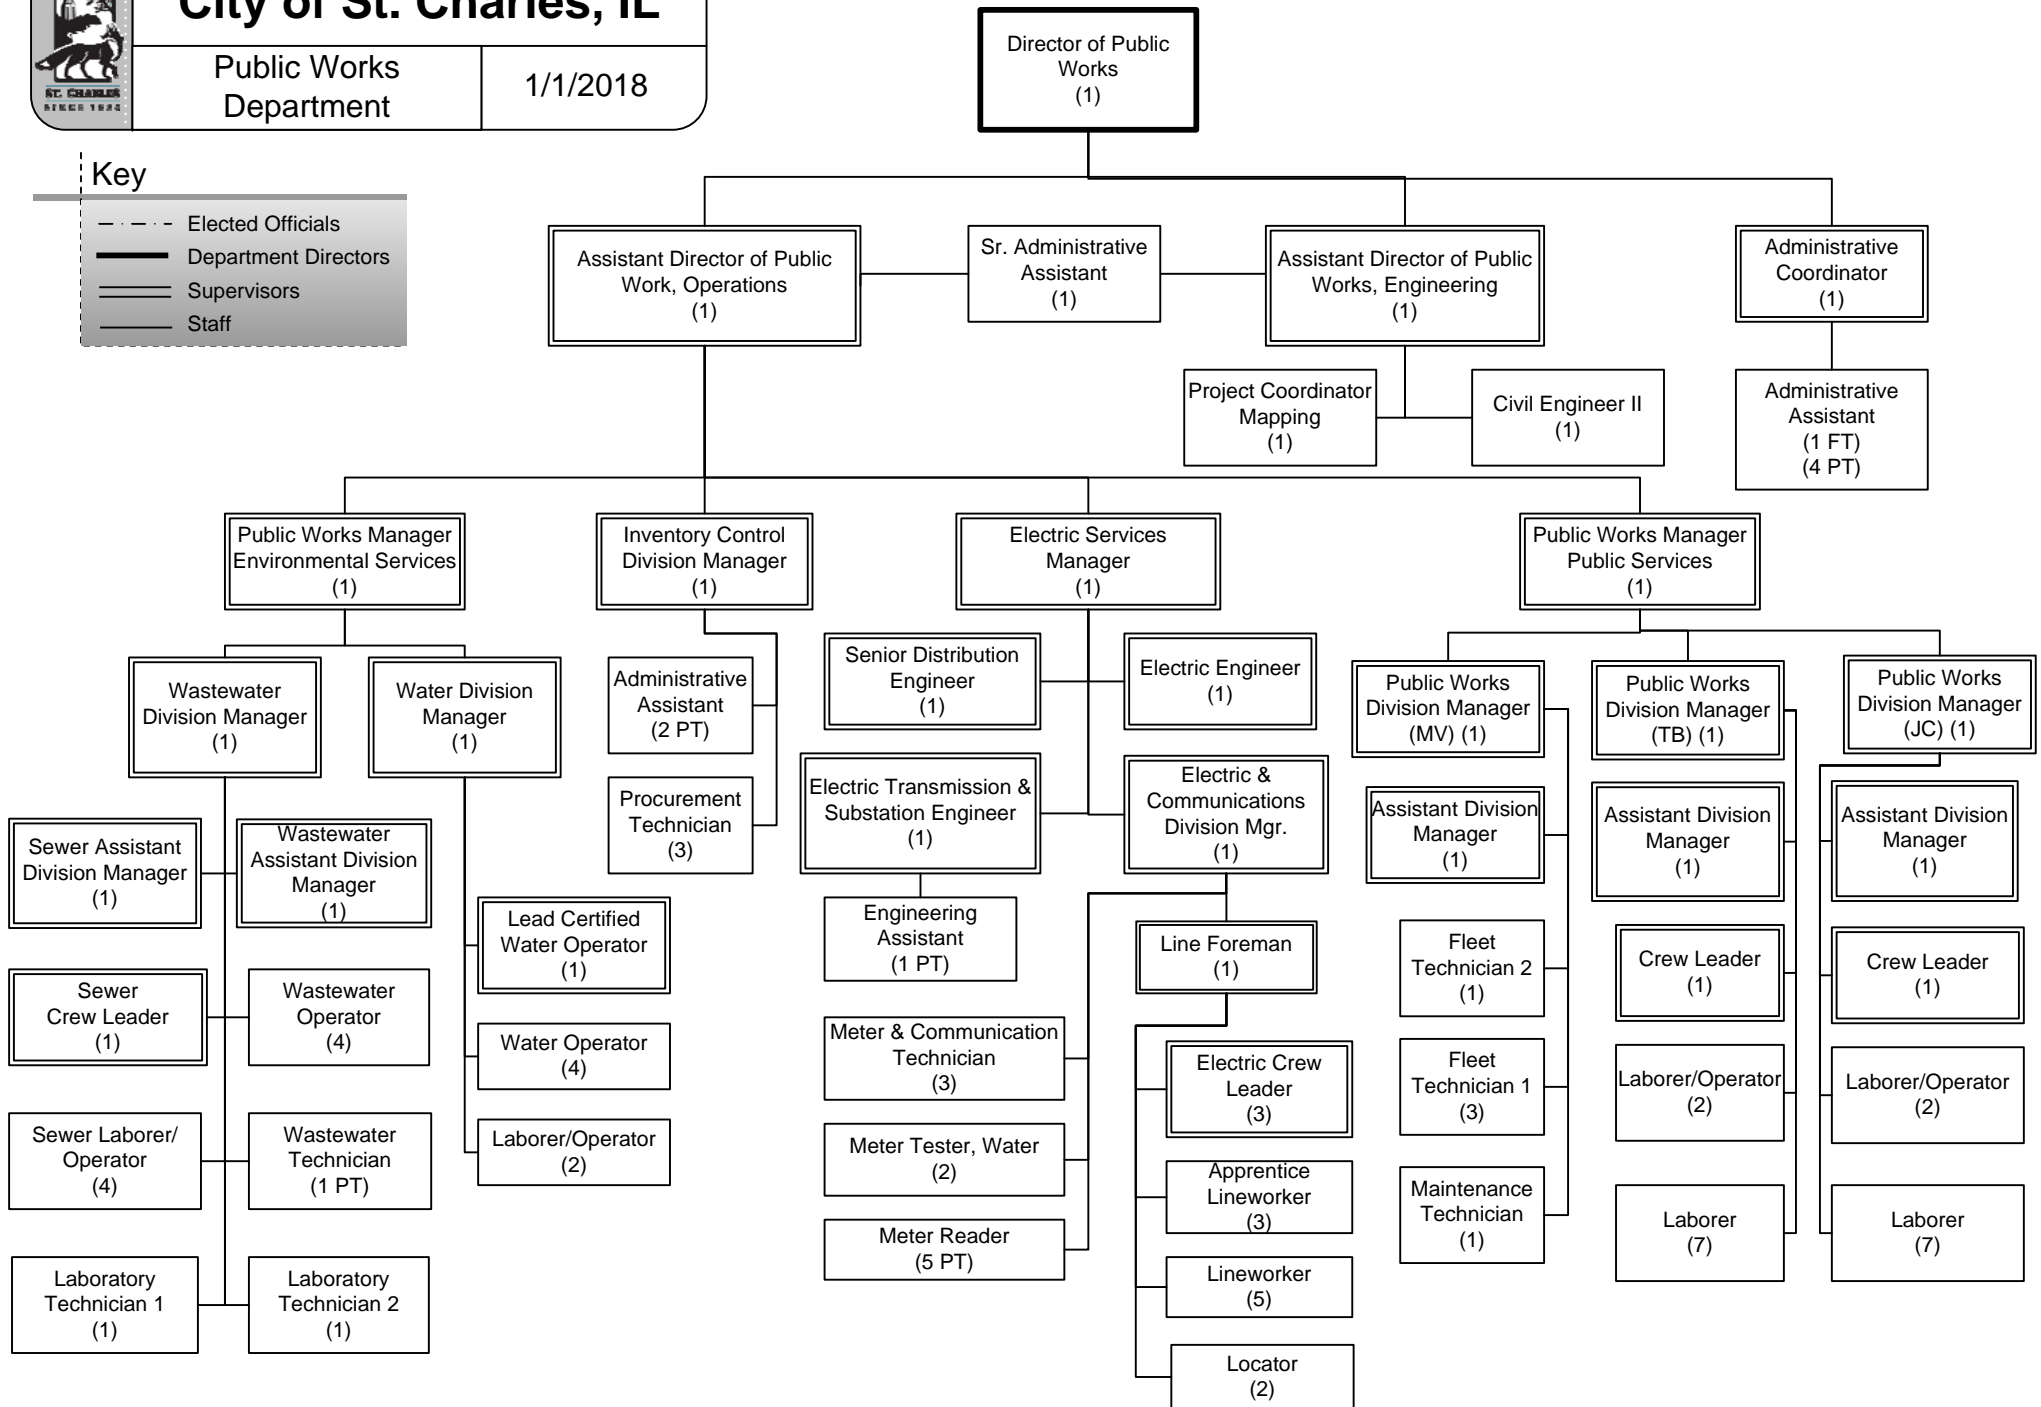 City of St. Charles, IL
Public Works
Department
1/1/2018
ST. CHARLES
SINCE 1834
Key
Elected Officials
Department Directors
Supervisors
Staff
Director of Public
Works
(1)
Assistant Director of Public
Work, Operations
(1)
Sr. Administrative
Assistant
(1)
Assistant Director of Public
Works, Engineering
(1)
Administrative
Coordinator
(1)
Project Coordinator
Mapping
(1)
Civil Engineer II
(1)
Administrative
Assistant
(1 FT)
(4 PT)
Public Works Manager
Environmental Services
(1)
Inventory Control
Division Manager
(1)
Electric Services
Manager
(1)
Public Works Manager
Public Services
(1)
Wastewater
Division Manager
(1)
Water Division
Manager
(1)
Sewer Assistant
Division Manager
(1)
Wastewater
Assistant Division
Manager
(1)
Sewer
Crew Leader
(1)
Wastewater
Operator
(4)
Sewer Laborer/
Operator
(4)
Wastewater
Technician
(1 PT)
Laboratory
Technician 1
(1)
Laboratory
Technician 2
(1)
Lead Certified
Water Operator
(1)
Water Operator
(4)
Laborer/Operator
(2)
Administrative
Assistant
(2 PT)
Procurement
Technician
(3)
Senior Distribution
Engineer
(1)
Electric Engineer
(1)
Electric Transmission &
Substation Engineer
(1)
Electric &
Communications
Division Mgr.
(1)
Engineering
Assistant
(1 PT)
Line Foreman
(1)
Meter & Communication
Technician
(3)
Meter Tester, Water
(2)
Meter Reader
(5 PT)
Electric Crew
Leader
(3)
Apprentice
Lineworker
(3)
Lineworker
(5)
Locator
(2)
Public Works
Division Manager
(MV) (1)
Assistant Division
Manager
(1)
Fleet
Technician 2
(1)
Fleet
Technician 1
(3)
Maintenance
Technician
(1)
Public Works
Division Manager
(TB) (1)
Assistant Division
Manager
(1)
Crew Leader
(1)
Laborer/Operator
(2)
Laborer
(7)
Public Works
Division Manager
(JC) (1)
Assistant Division
Manager
(1)
Crew Leader
(1)
Laborer/Operator
(2)
Laborer
(7)